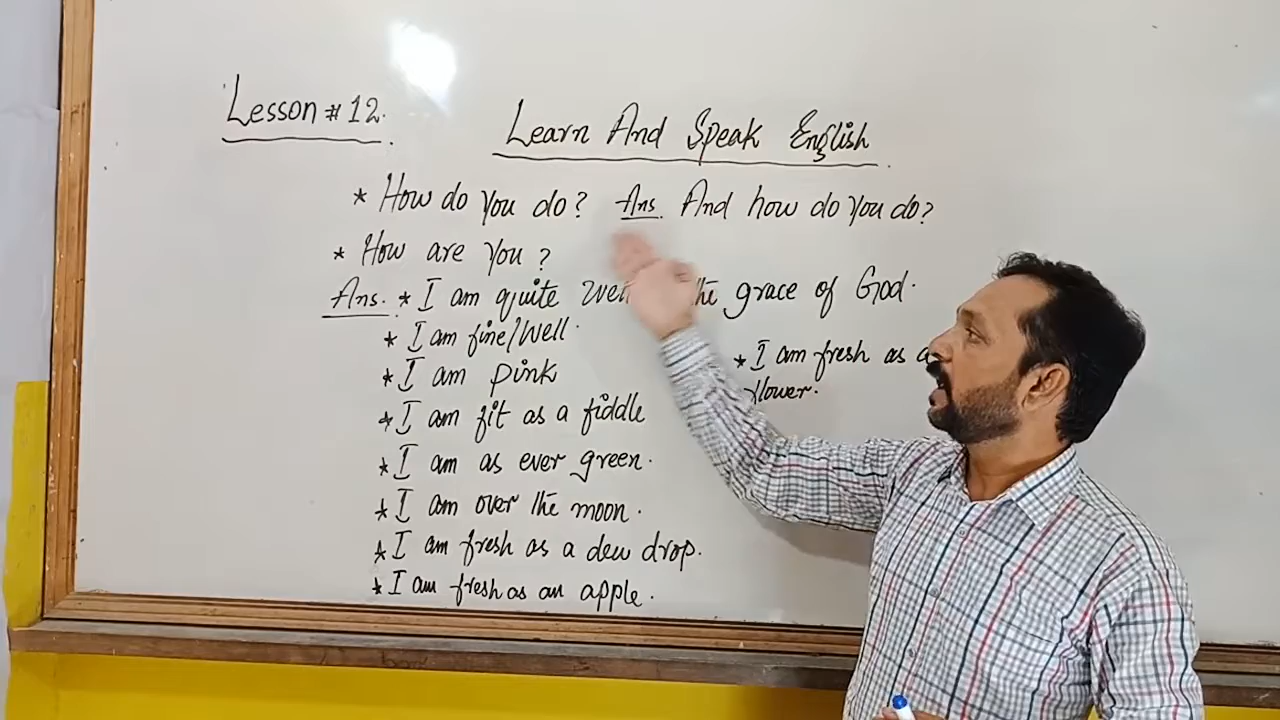 Lesson # 12.
Learn And Speak English
* How do you do? Ans. And how do you do?
* How are you?
Ans. * I am quite the grace of God.
* I am fine/Well.
* I am pink
* I am fit as a fiddle
* I am as ever green.
* I am over the moon.
* I am fresh as a dew drop.
* I am fresh as an apple.
* I am fresh as a
flower.